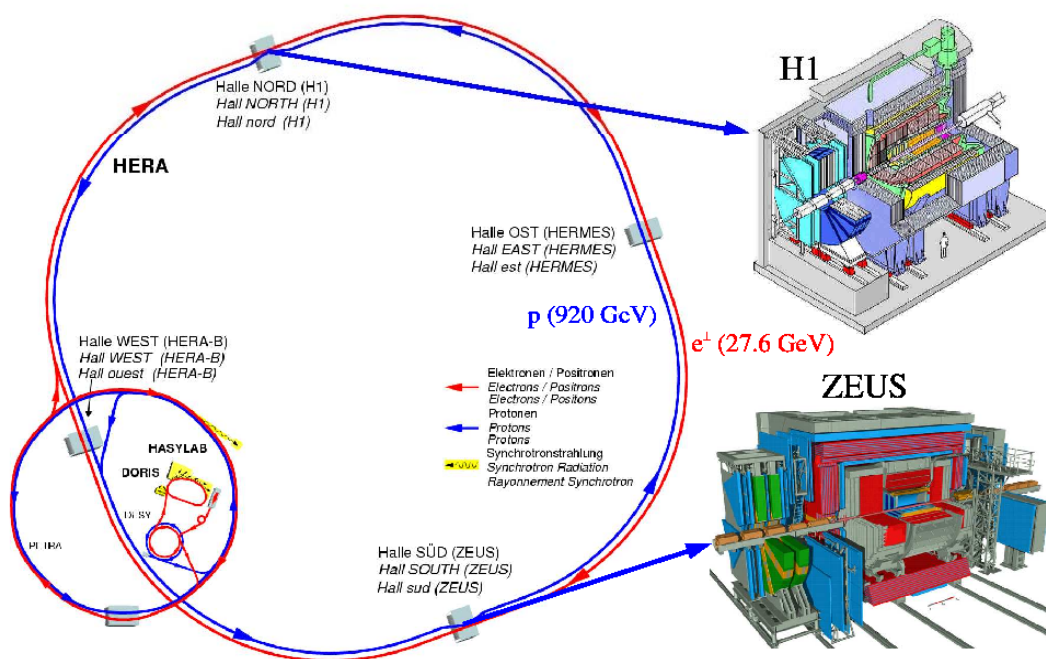 H1
Halle NORD (H1)
Hall NORTH (H1)
Hall nord (H1)
HERA
Halle OST (HERMES)
Hall EAST (HERMES)
Hall est (HERMES)
p (920 GeV)
e± (27.6 GeV)
Halle WEST (HERA-B)
Hall WEST (HERA-B)
Hall ouest (HERA-B)
Elektronen / Positronen
Electrons / Positrons
Electrons / Positons
Protonen
Protons
Protons
Synchrotronstrahlung
Synchrotron Radiation
Rayonnement Synchrotron
ZEUS
HASYLAB
DORIS
DESY
PETRA
Halle SÜD (ZEUS)
Hall SOUTH (ZEUS)
Hall sud (ZEUS)